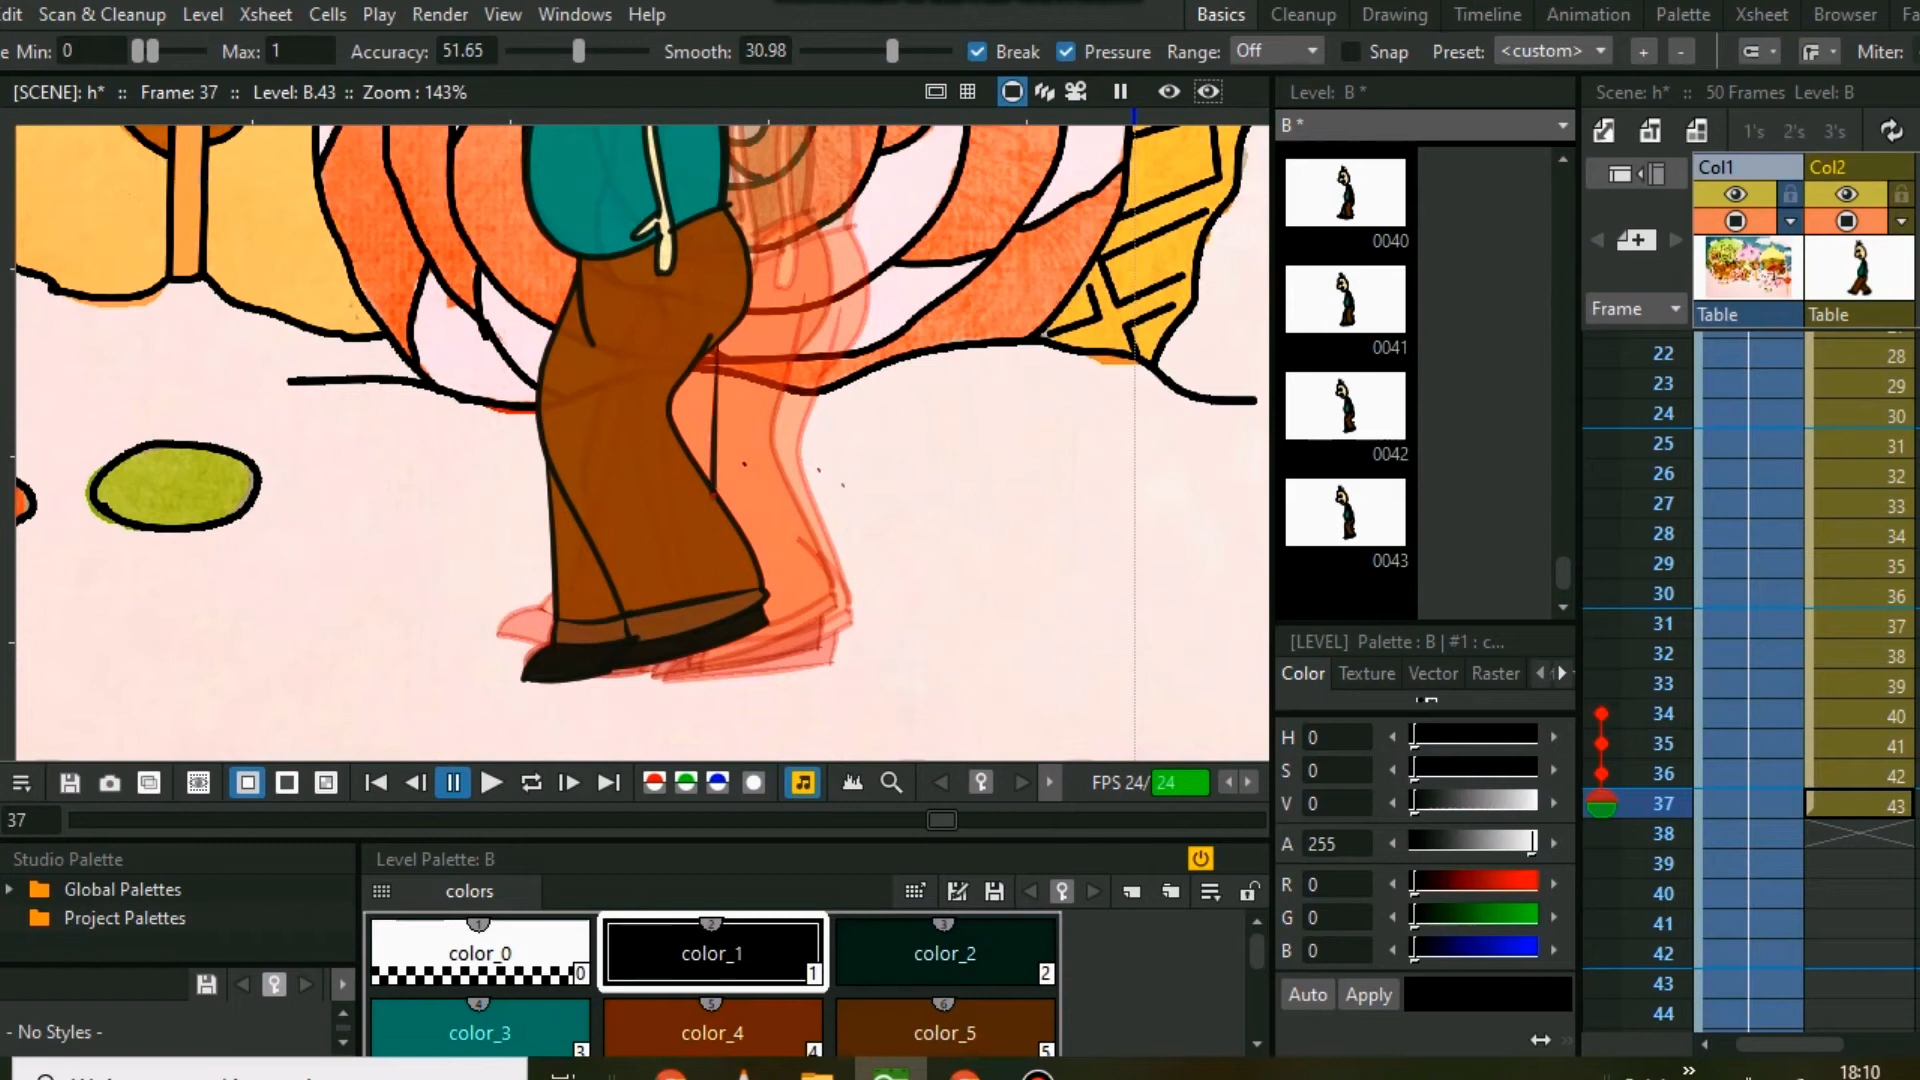 dit Scan & Cleanup Level Xsheet Cells Play Render View Windows Help
Basics Cleanup Drawing Timeline Animation Palette Xsheet Browser Fa
e Min: 0 Max: 1 Accuracy: 51.65 Smooth: 30.98 Break Pressure Range: Off Snap Preset: <custom> + - Miter:
[SCENE]: h* :: Frame: 37 :: Level: B.43 :: Zoom : 143%
Level: B *
Scene: h* :: 50 Frames Level: B
B *
1's 2's 3's
Col1 Col2
0040
0041
0042
0043
Frame
Table Table
22 28
23 29
24 30
25 31
26 32
27 33
28 34
29 35
30 36
31 37
32 38
33 39
34 40
35 41
36 42
37 43
38
39
40
41
42
43
44
[LEVEL] Palette : B | #1 : c...
Color Texture Vector Raster
H 0
S 0
V 0
A 255
R 0
G 0
B 0
Auto Apply
FPS 24/ 24
37
Studio Palette
Global Palettes
Project Palettes
- No Styles -
Level Palette: B
colors
1 2 3
color_0 color_1 color_2
0 1 2
4 5 6
color_3 color_4 color_5
3 4 5
18:10